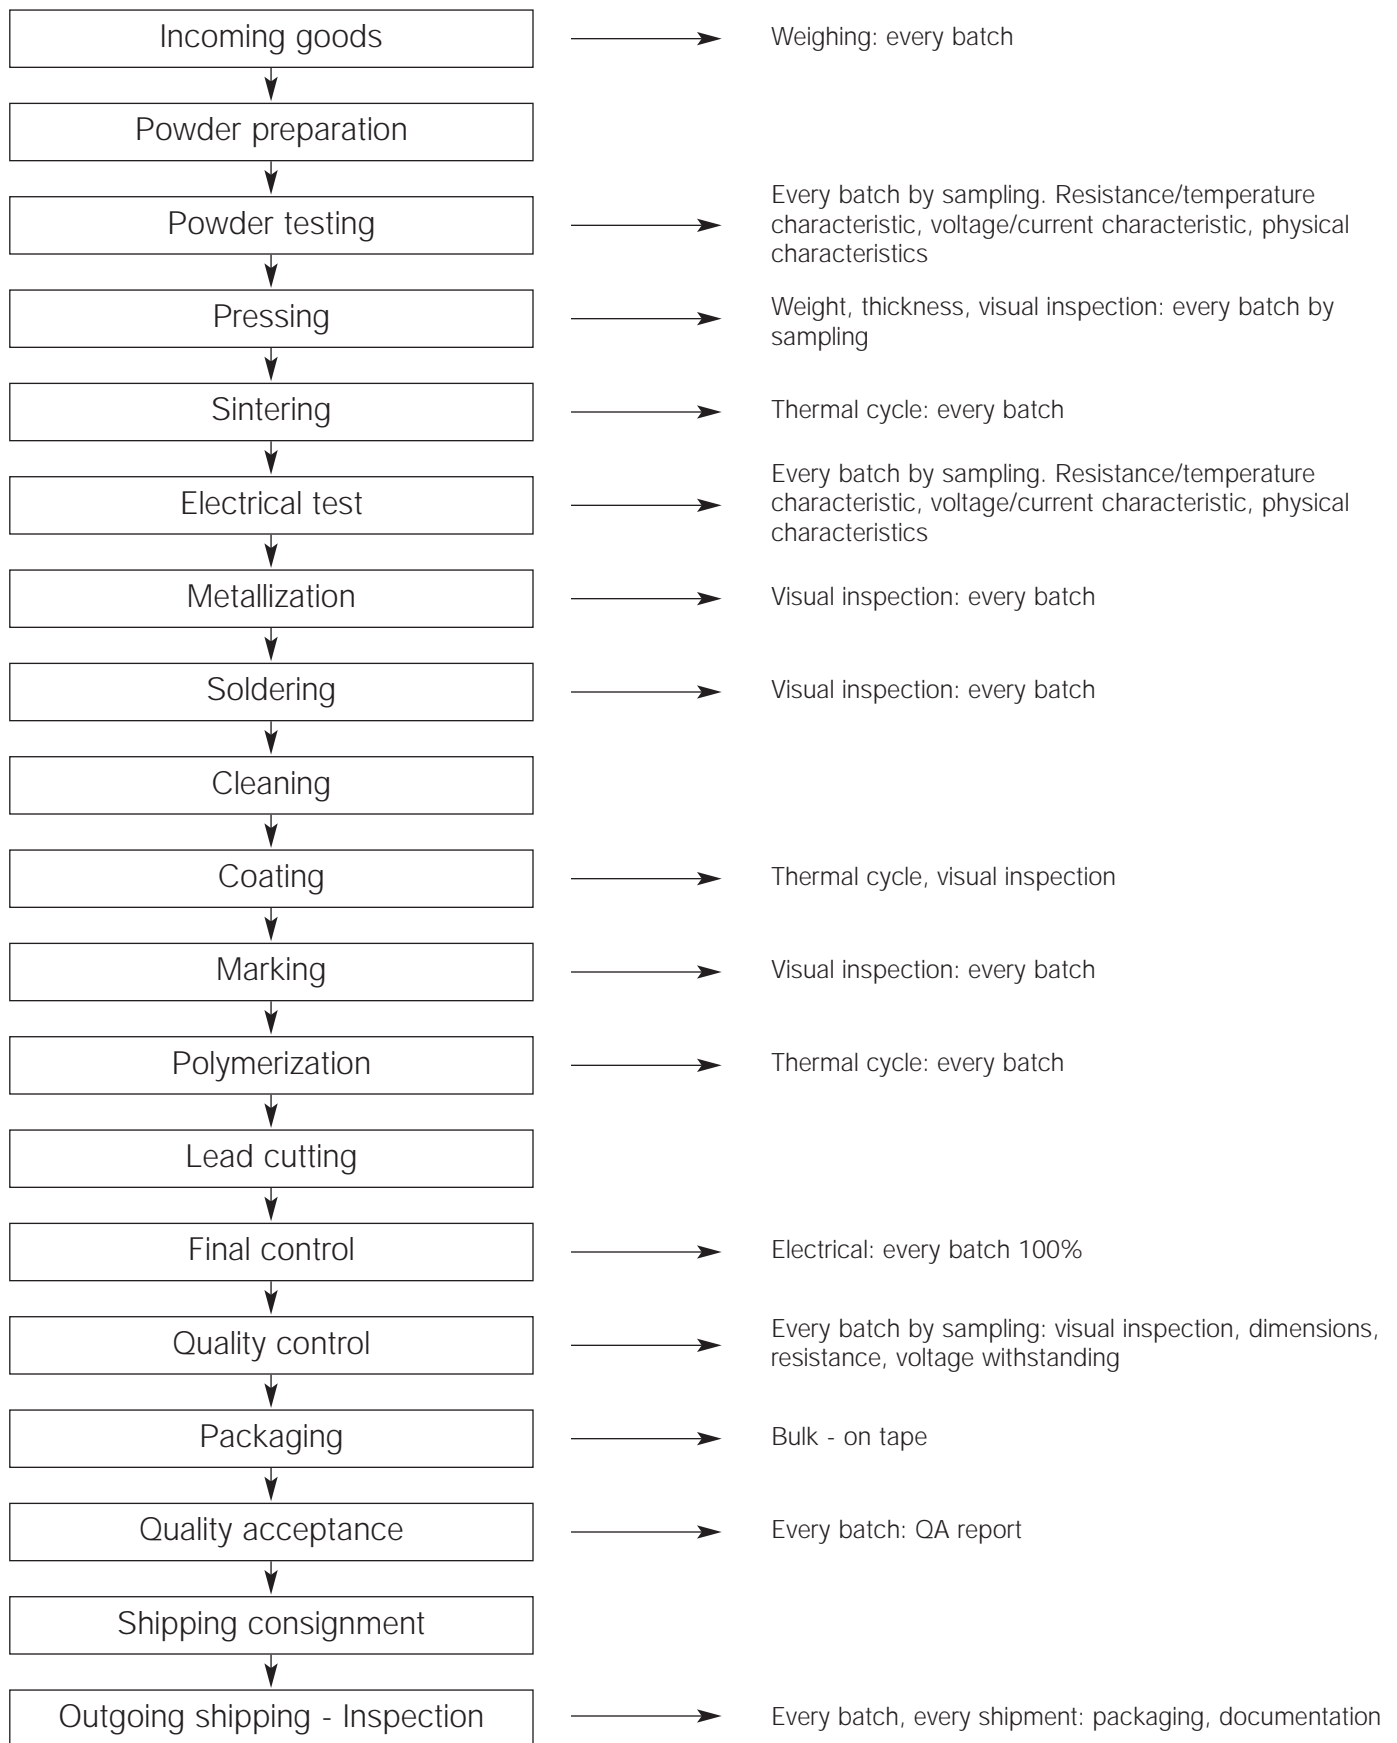 Incoming goods
Weighing: every batch
Powder preparation
Powder testing
Every batch by sampling. Resistance/temperature
characteristic, voltage/current characteristic, physical
characteristics
Pressing
Weight, thickness, visual inspection: every batch by
sampling
Sintering
Thermal cycle: every batch
Electrical test
Every batch by sampling. Resistance/temperature
characteristic, voltage/current characteristic, physical
characteristics
Metallization
Visual inspection: every batch
Soldering
Visual inspection: every batch
Cleaning
Coating
Thermal cycle, visual inspection
Marking
Visual inspection: every batch
Polymerization
Thermal cycle: every batch
Lead cutting
Final control
Electrical: every batch 100%
Quality control
Every batch by sampling: visual inspection, dimensions,
resistance, voltage withstanding
Packaging
Bulk - on tape
Quality acceptance
Every batch: QA report
Shipping consignment
Outgoing shipping - Inspection
Every batch, every shipment: packaging, documentation